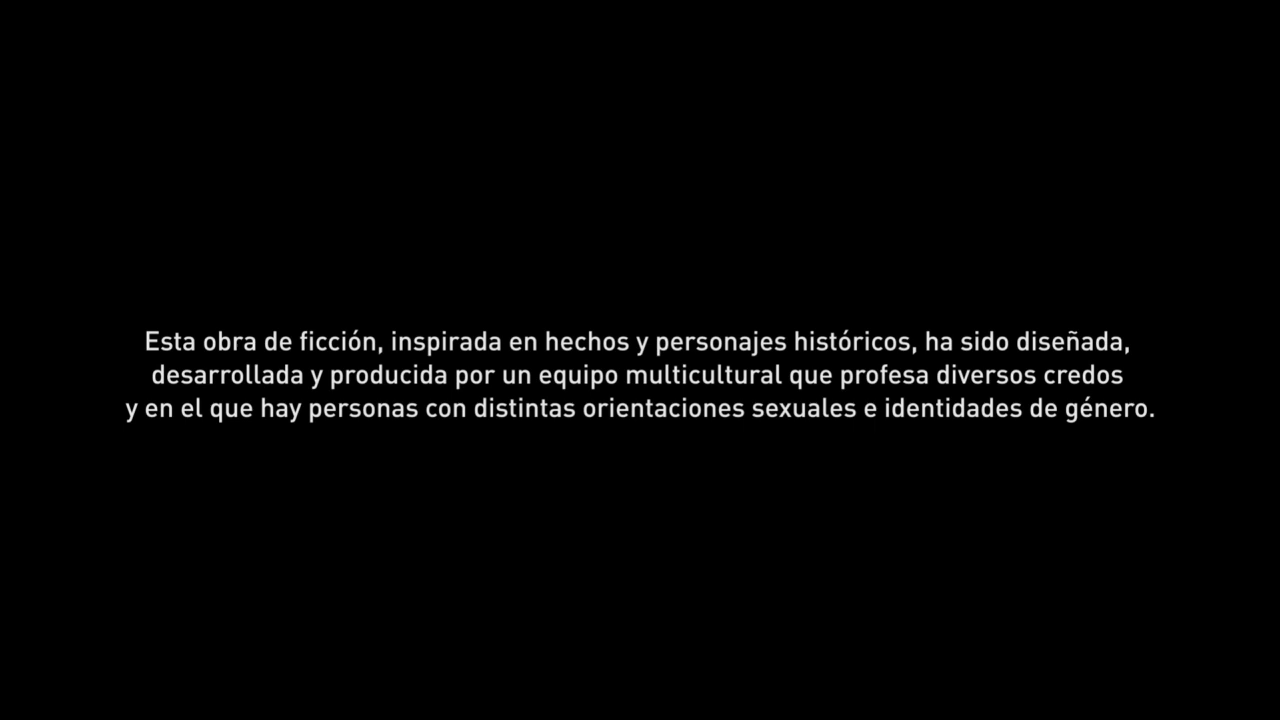 Esta obra de ficción, inspirada en hechos y personajes históricos, ha sido diseñada,
desarrollada y producida por un equipo multicultural que profesa diversos credos
y en el que hay personas con distintas orientaciones sexuales e identidades de género.